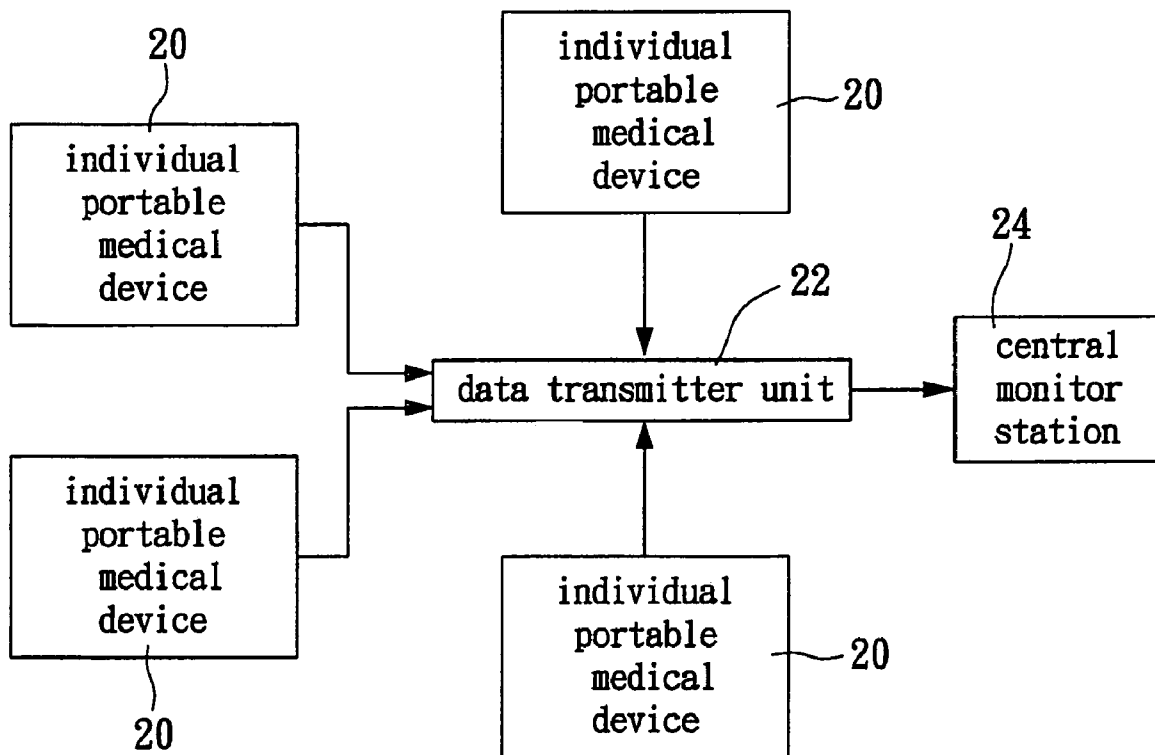 20
individual
portable
medical
device
individual
portable
medical
device
20
individual
portable
medical
device
20
22
data transmitter unit
24
central
monitor
station
individual
portable
medical
device
20